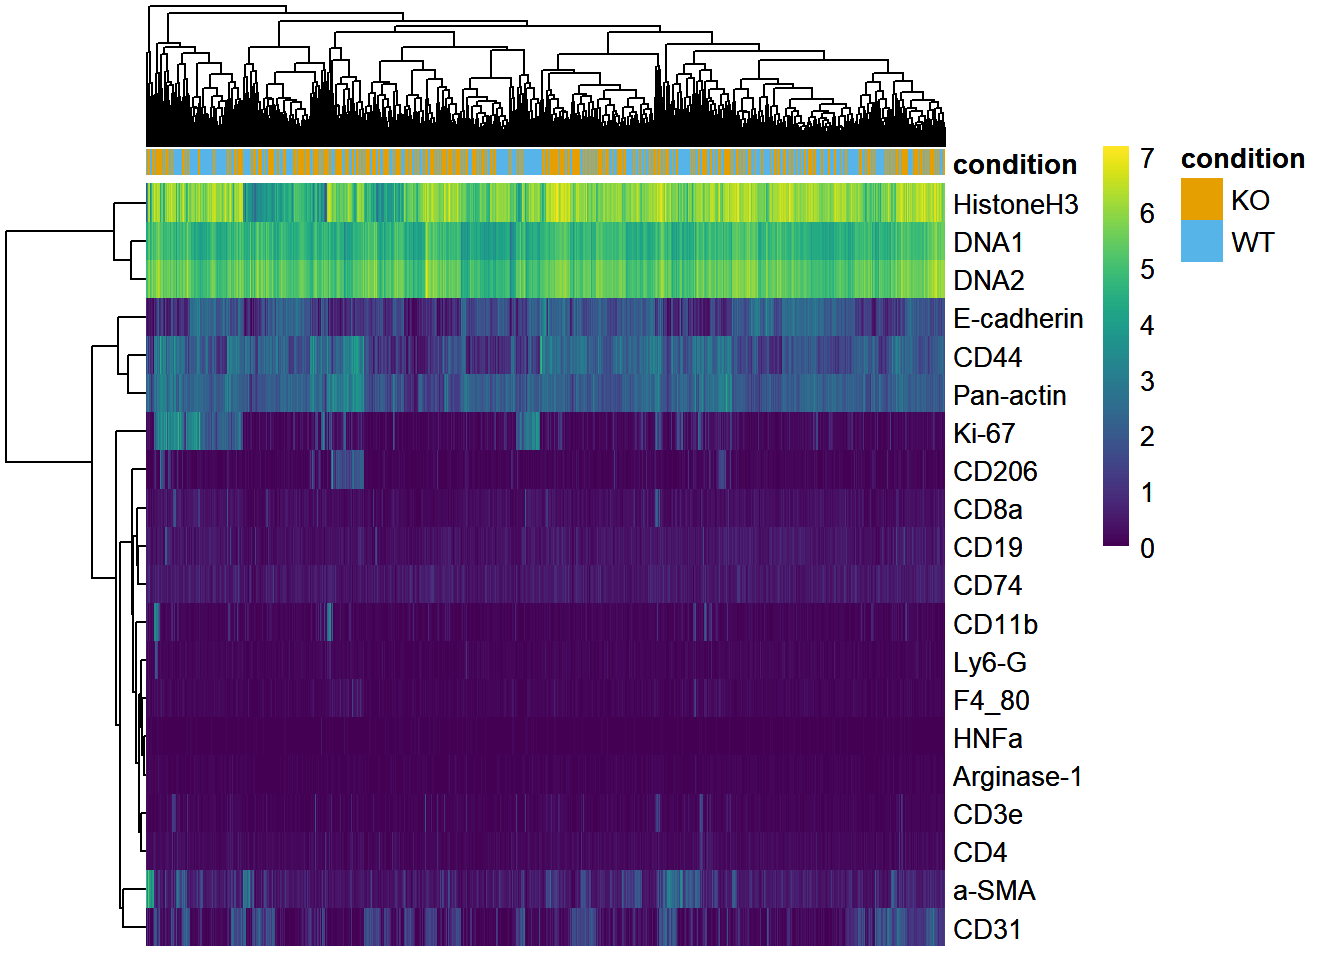 condition
HistoneH3
DNA1
DNA2
E-cadherin
CD44
Pan-actin
Ki-67
CD206
CD8a
CD19
CD74
CD11b
Ly6-G
F4_80
HNFa
Arginase-1
CD3e
CD4
a-SMA
CD31
7
6
5
4
3
2
1
0
condition
KO
WT